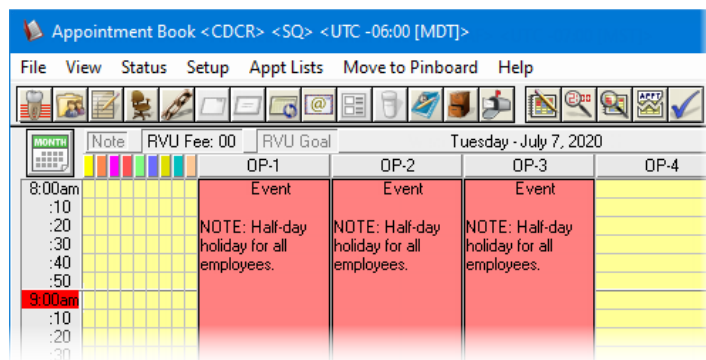 Appointment Book <CDCR> <SQ> <UTC -06:00 [MDT]>
File View Status Setup Appt Lists Move to Pinboard Help
MONTH Note RVU Fee: 00 RVU Goal Tuesday - July 7, 2020
OP-1 OP-2 OP-3 OP-4
8:00am Event Event Event
:10
:20 NOTE: Half-day NOTE: Half-day NOTE: Half-day
:30 holiday for all holiday for all holiday for all
:40 employees. employees. employees.
:50
9:00am
:10
:20
:30